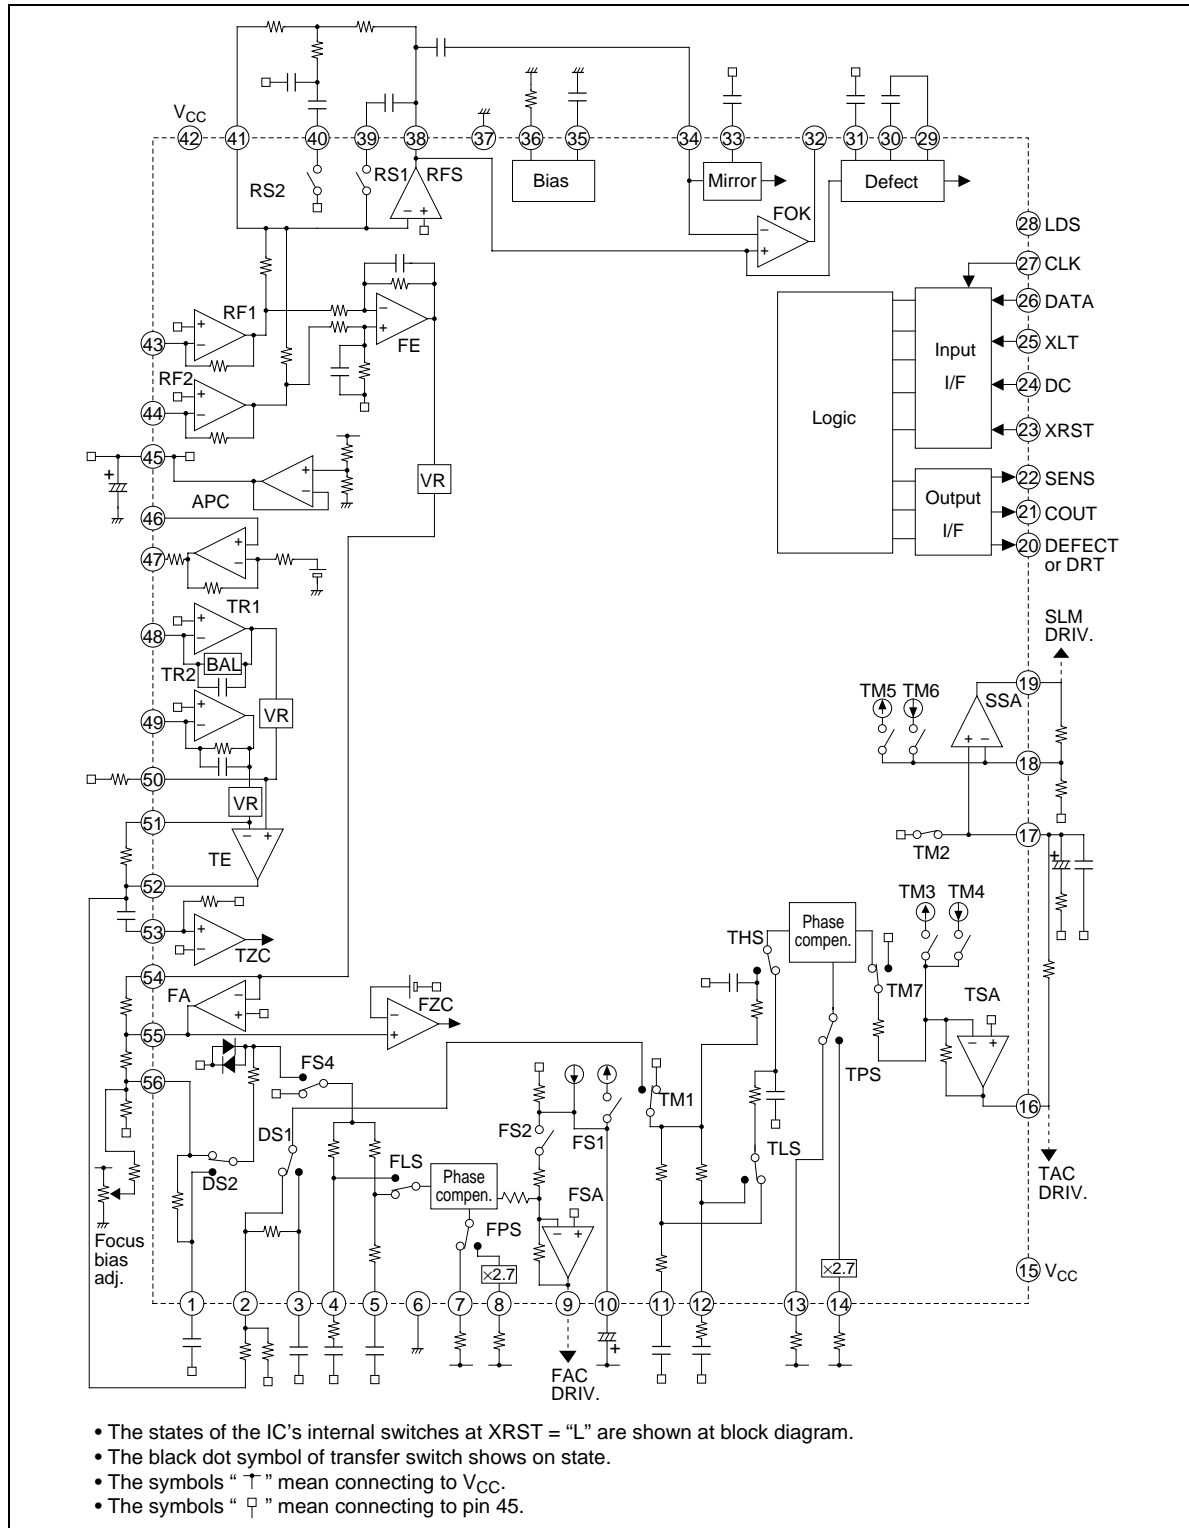 V_CC
42
41
40
39
38
37
36
35
34
33
32
31
30
29
RS2
RS1
RFS
Bias
Mirror
Defect
FOK
28 LDS
27 CLK
26 DATA
25 XLT
24 DC
23 XRST
22 SENS
21 COUT
20 DEFECT
or DRT
Input
I/F
Logic
Output
I/F
RF1
43
RF2
44
FE
VR
45
+
APC
46
47
TR1
48
BAL
TR2
49
VR
50
VR
51
TE
52
53
TZC
54
FA
55
FZC
56
SLM
DRIV.
19
TM5
TM6
SSA
18
17
TM2
+
TM3
TM4
Phase
compen.
THS
TM7
TSA
TPS
16
TAC
DRIV.
FS4
DS1
DS2
TM1
FS2
FS1
TLS
FLS
Phase
compen.
FSA
FPS
×2.7
×2.7
Focus
bias
adj.
15 V_CC
1
2
3
4
5
6
7
8
9
10
11
12
13
14
+
FAC
DRIV.
• The states of the IC's internal switches at XRST = “L” are shown at block diagram.
• The black dot symbol of transfer switch shows on state.
• The symbols “ ” mean connecting to V_CC.
• The symbols “ ” mean connecting to pin 45.